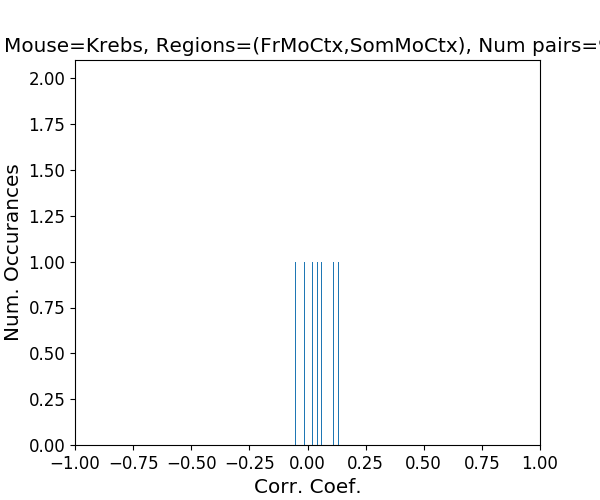 Mouse=Krebs, Regions=(FrMoCtx,SomMoCtx), Num pairs=
2.00
1.75
1.50
1.25
1.00
0.75
0.50
0.25
0.00
Num. Occurances
−1.00 −0.75 −0.50 −0.25 0.00 0.25 0.50 0.75 1.00
Corr. Coef.